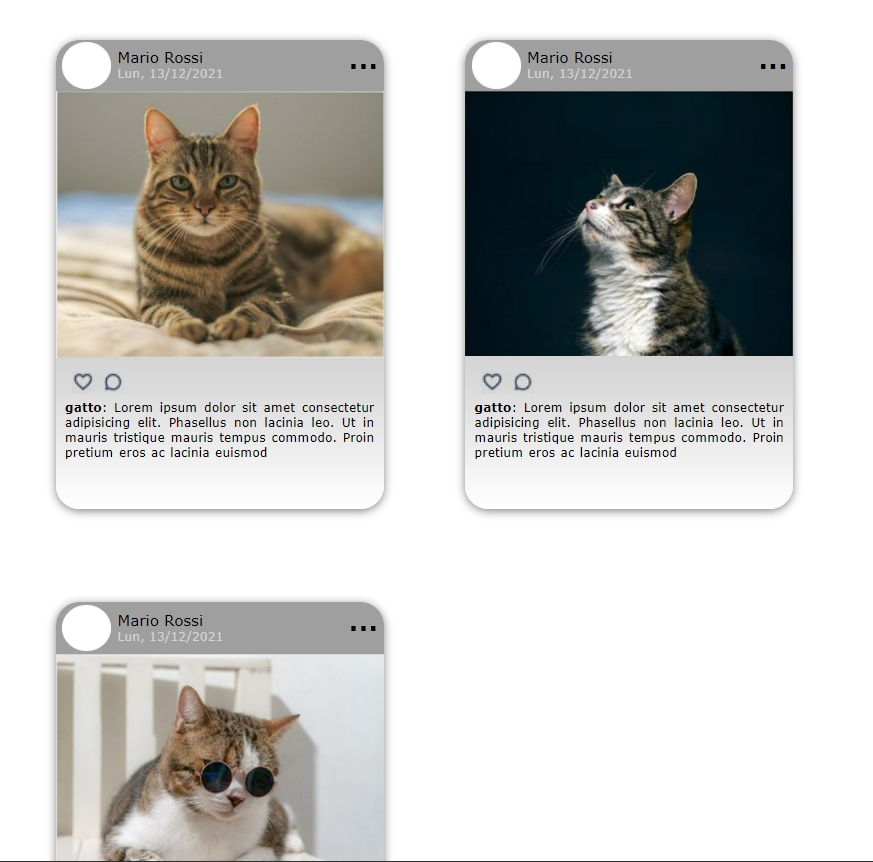 Mario Rossi
Lun, 13/12/2021
...
gatto: Lorem ipsum dolor sit amet consectetur
adipisicing elit. Phasellus non lacinia leo. Ut in
mauris tristique mauris tempus commodo. Proin
pretium eros ac lacinia euismod
Mario Rossi
Lun, 13/12/2021
...
gatto: Lorem ipsum dolor sit amet consectetur
adipisicing elit. Phasellus non lacinia leo. Ut in
mauris tristique mauris tempus commodo. Proin
pretium eros ac lacinia euismod
Mario Rossi
Lun, 13/12/2021
...